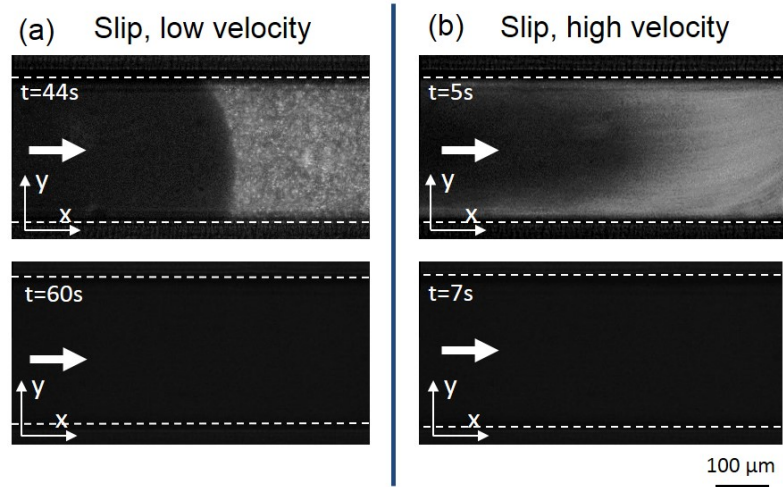 (a) Slip, low velocity
t=44s
y
x
t=60s
y
x
(b) Slip, high velocity
t=5s
y
x
t=7s
y
x
100 µm